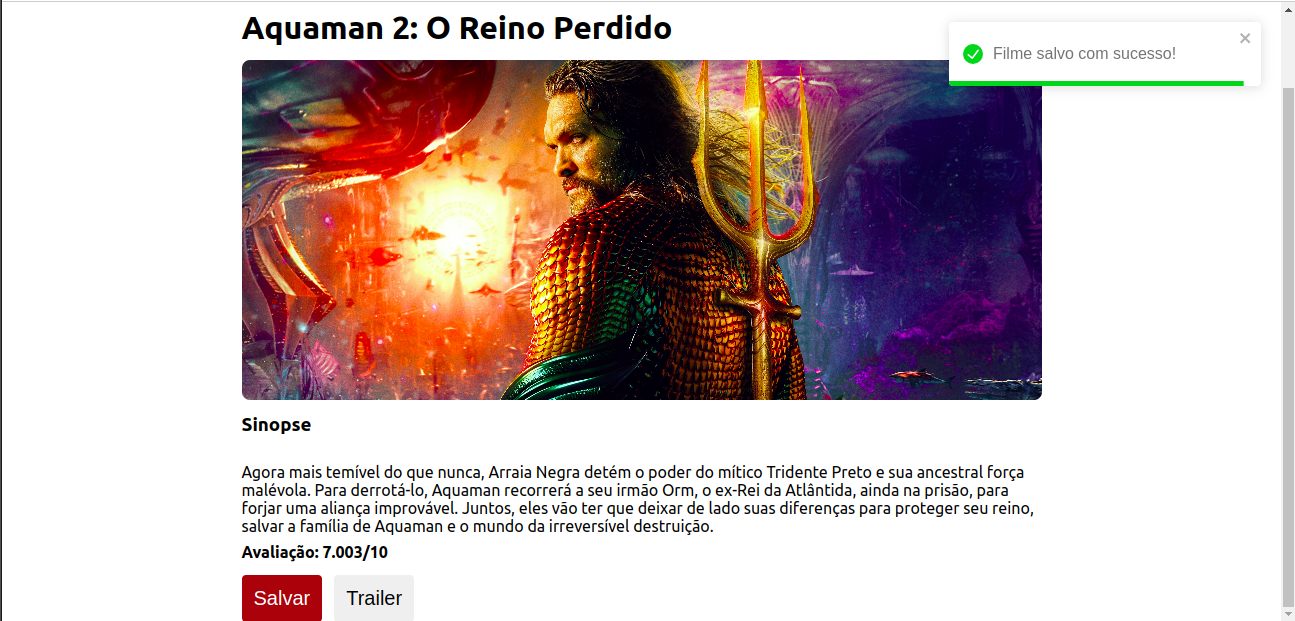 Aquaman 2: O Reino Perdido
Filme salvo com sucesso!
Sinopse
Agora mais temível do que nunca, Arraia Negra detém o poder do mítico Tridente Preto e sua ancestral força
malévola. Para derrotá-lo, Aquaman recorrerá a seu irmão Orm, o ex-Rei da Atlântida, ainda na prisão, para
forjar uma aliança improvável. Juntos, eles vão ter que deixar de lado suas diferenças para proteger seu reino,
salvar a família de Aquaman e o mundo da irreversível destruição.
Avaliação: 7.003/10
Salvar
Trailer